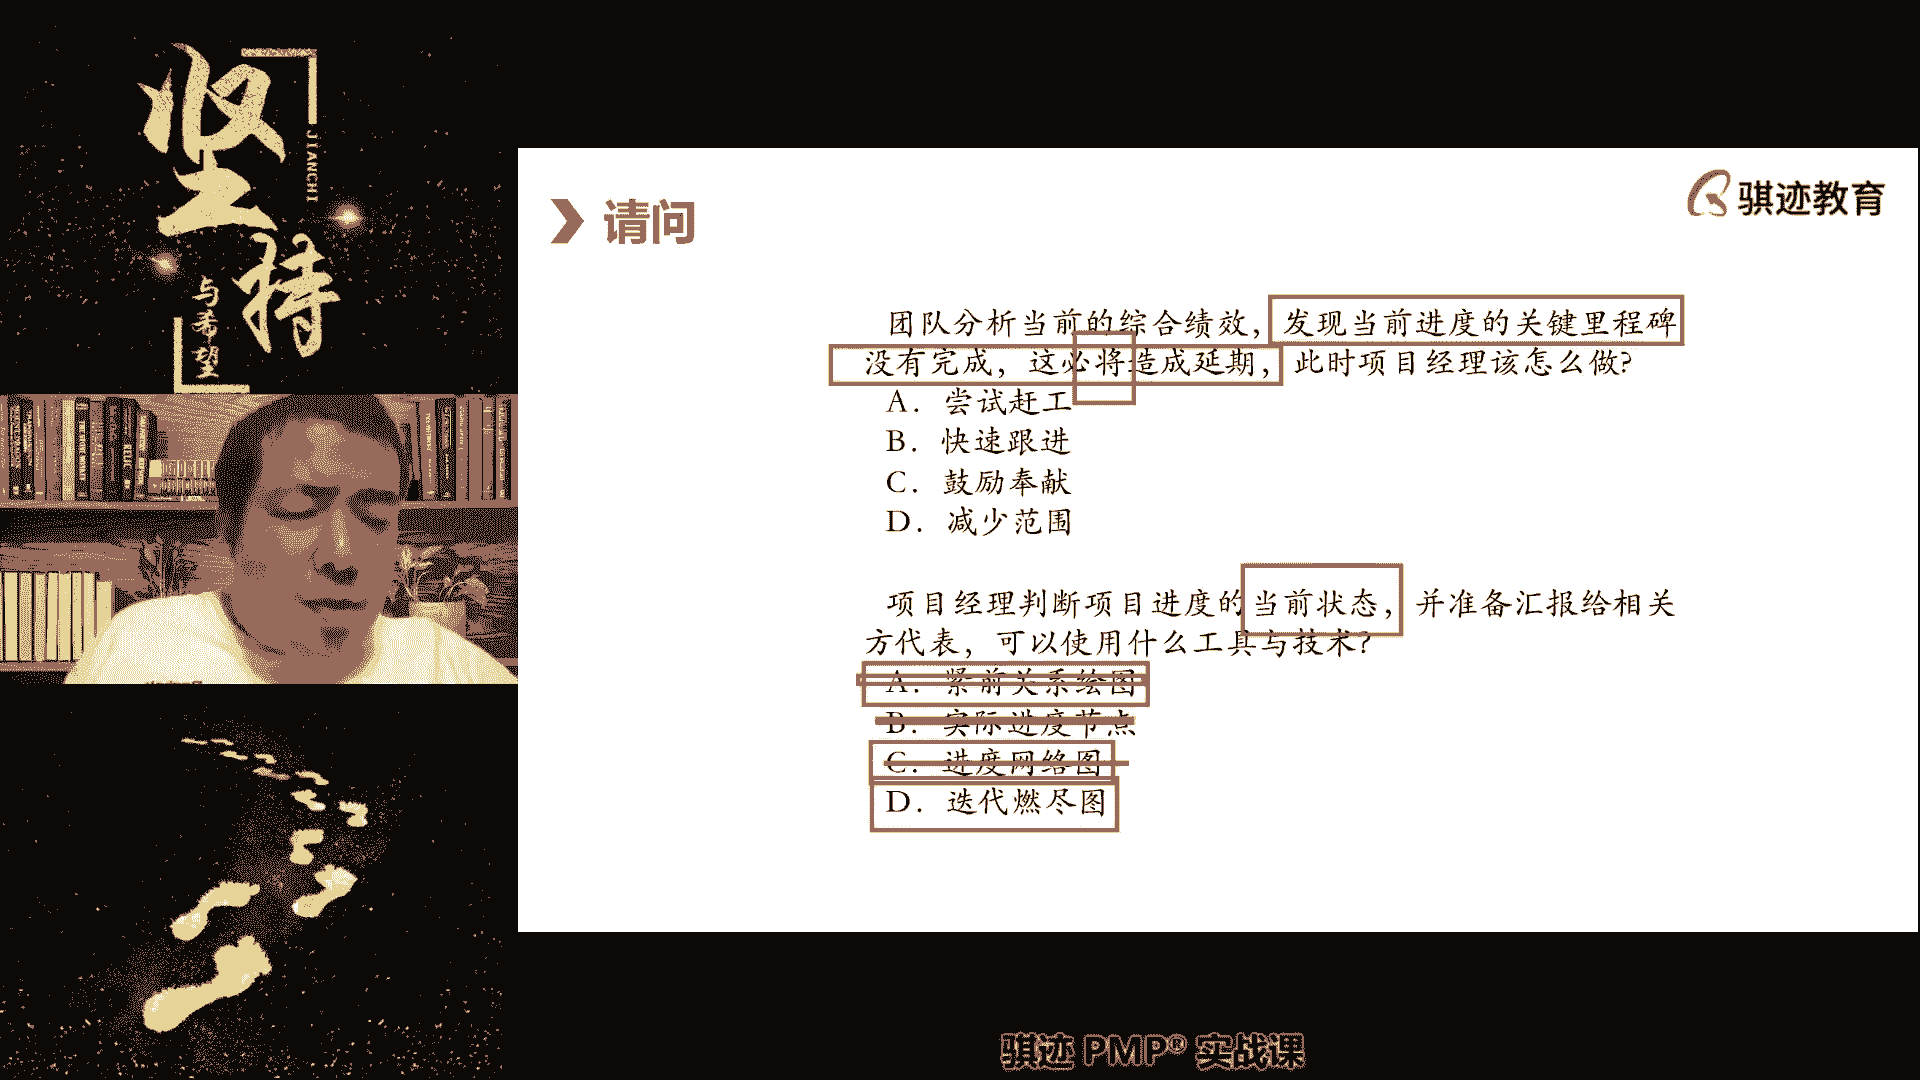 坚持
JIANCHI
与希望
骐迹教育
请问
团队分析当前的综合绩效，发现当前进度的关键里程碑
没有完成，这必将造成延期，此时项目经理该怎么做?
A. 尝试赶工
B. 快速跟进
C. 鼓励奉献
D. 减少范围
项目经理判断项目进度的当前状态，并准备汇报给相关
方代表，可以使用什么工具与技术?
A. 紧前关系绘图
B. 实际进度节点
C. 进度网络图
D. 迭代燃尽图
骐迹 PMP® 实战课